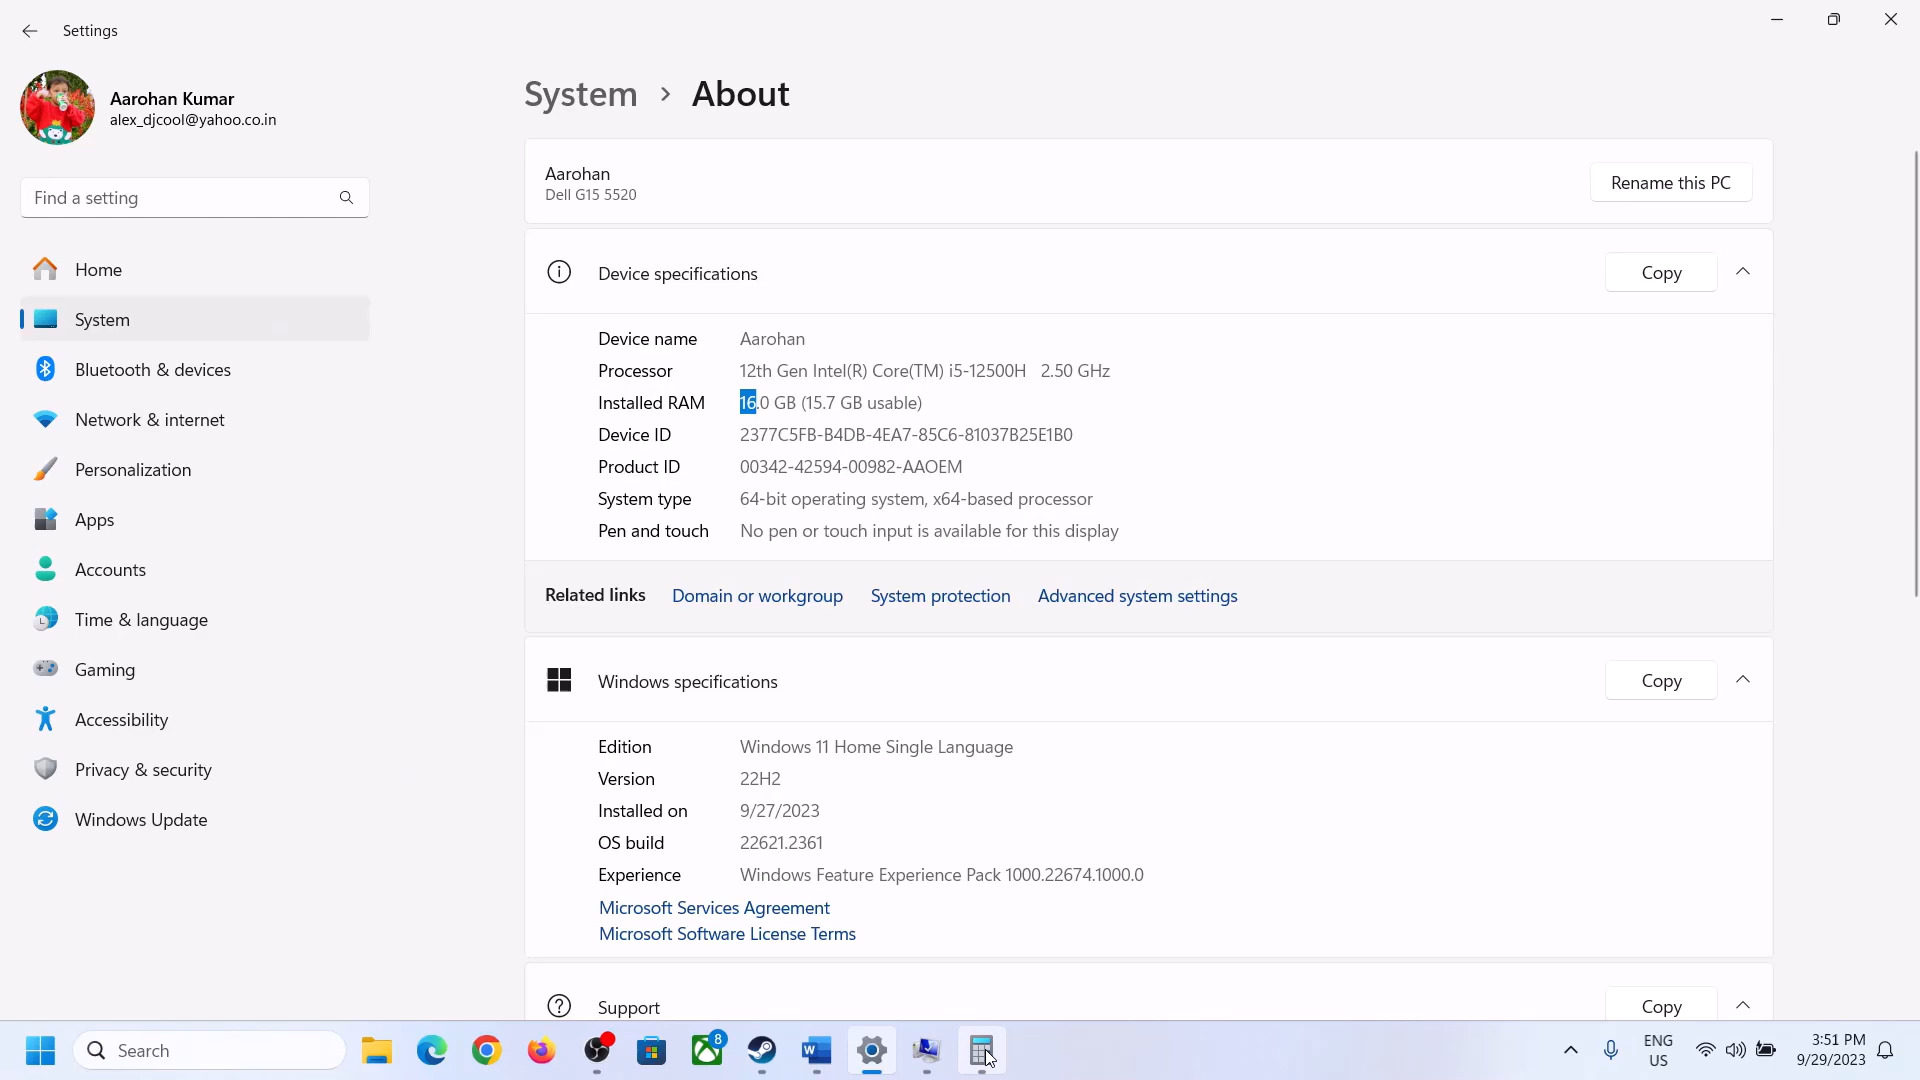 Settings
Aarohan Kumar
alex_djcool@yahoo.co.in
Find a setting
Home
System
Bluetooth & devices
Network & internet
Personalization
Apps
Accounts
Time & language
Gaming
Accessibility
Privacy & security
Windows Update
System > About
Aarohan
Dell G15 5520
Rename this PC
Device specifications
Copy
Device name Aarohan
Processor 12th Gen Intel(R) Core(TM) i5-12500H 2.50 GHz
Installed RAM 16.0 GB (15.7 GB usable)
Device ID 2377C5FB-B4DB-4EA7-85C6-81037B25E1B0
Product ID 00342-42594-00982-AAOEM
System type 64-bit operating system, x64-based processor
Pen and touch No pen or touch input is available for this display
Related links Domain or workgroup System protection Advanced system settings
Windows specifications
Copy
Edition Windows 11 Home Single Language
Version 22H2
Installed on 9/27/2023
OS build 22621.2361
Experience Windows Feature Experience Pack 1000.22674.1000.0
Microsoft Services Agreement
Microsoft Software License Terms
Support
Copy
Search
8
W
ENG
US
3:51 PM
9/29/2023